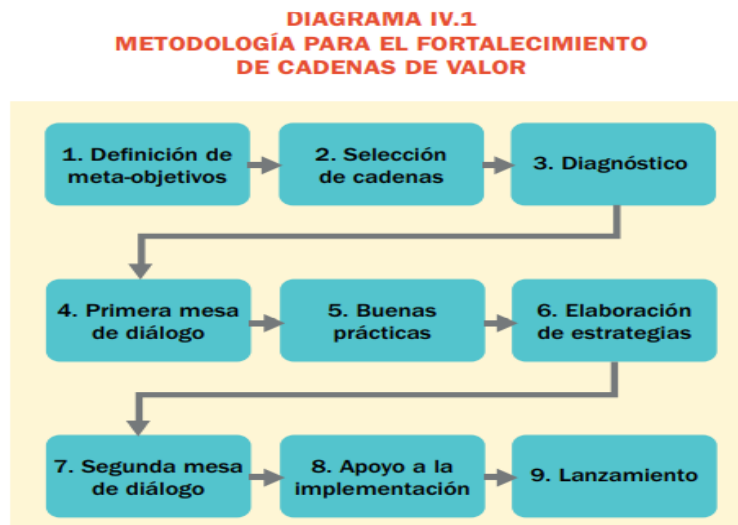 DIAGRAMA IV.1
METODOLOGÍA PARA EL FORTALECIMIENTO
DE CADENAS DE VALOR
1. Definición de
meta-objetivos
2. Selección
de cadenas
3. Diagnóstico
4. Primera mesa
de diálogo
5. Buenas
prácticas
6. Elaboración
de estrategias
7. Segunda mesa
de diálogo
8. Apoyo a la
implementación
9. Lanzamiento